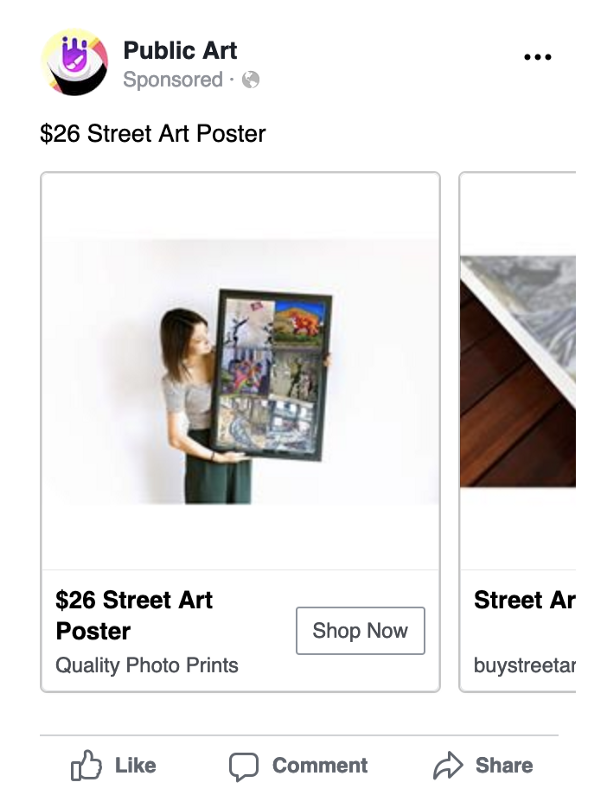 Public Art
Sponsored ·
$26 Street Art Poster
$26 Street Art
Poster
Shop Now
Quality Photo Prints
Street Ar
buystreetar
Like
Comment
Share